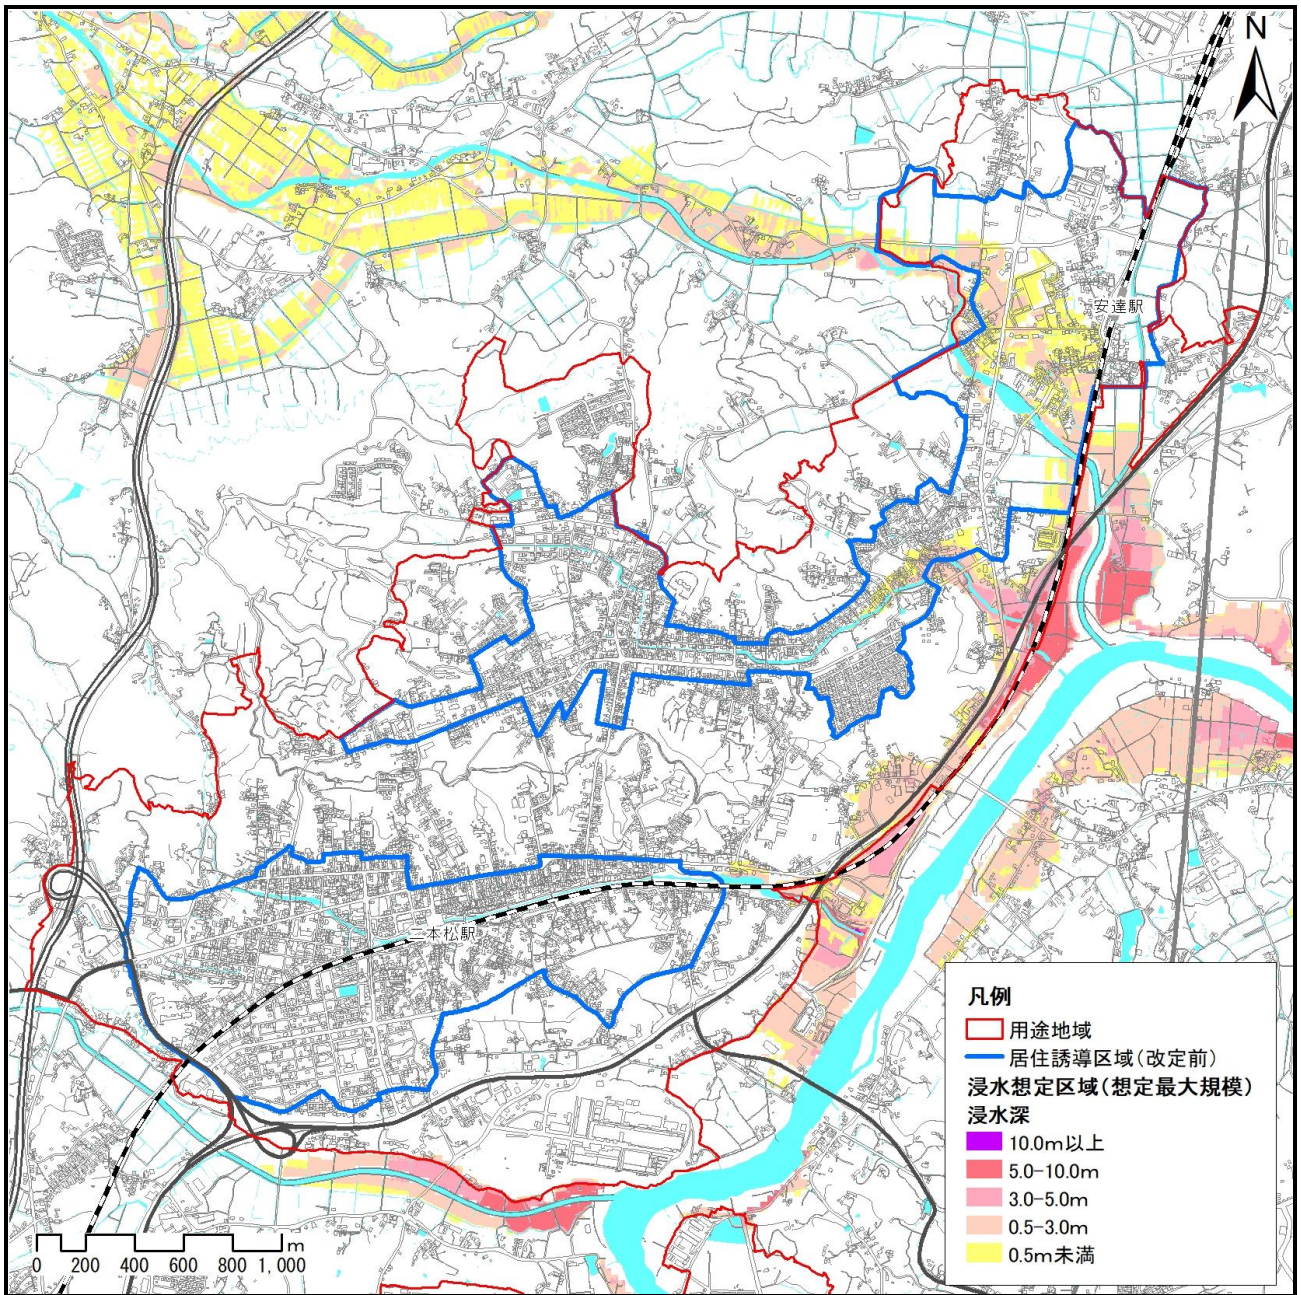 N
安達駅
二本松駅
凡例
用途地域
居住誘導区域(改定前)
浸水想定区域(想定最大規模)
浸水深
10.0m以上
5.0-10.0m
3.0-5.0m
0.5-3.0m
0.5m未満
m
0 200 400 600 800 1,000